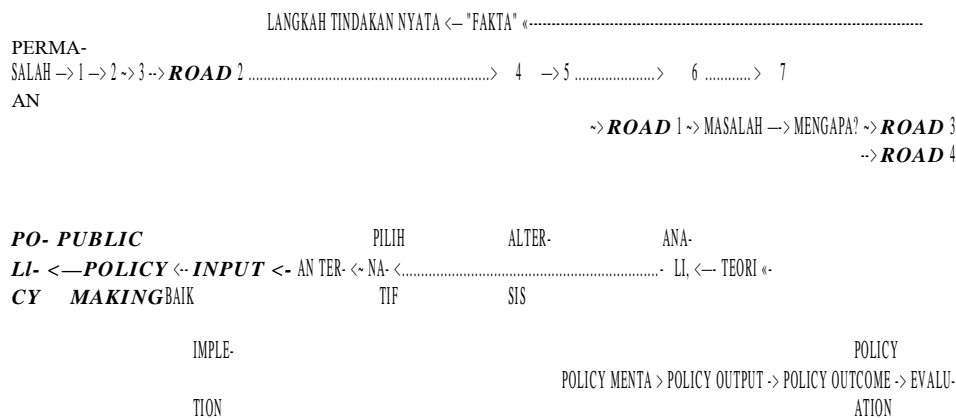 LANGKAH TINDAKAN NYATA <— "FAKTA" «----------------------------------------
PERMA-
SALAH —> 1 —> 2 ~> 3 --> ROAD 2 ..............................> 4 —> 5 .....................> 6 ............> 7
AN
~> ROAD 1 ~> MASALAH —-> MENGAPA? ~> ROAD 3
--> ROAD 4
PO- PUBLIC PILIH ALTER- ANA-
Ll- <—POLICY <-- INPUT <- AN TER- <~ NA- <..............................- LI, <—- TEORI «-
CY MAKING BAIK TIF SIS
IMPLE- POLICY
POLICY MENTA > POLICY OUTPUT -> POLICY OUTCOME -> EVALU-
TION ATION